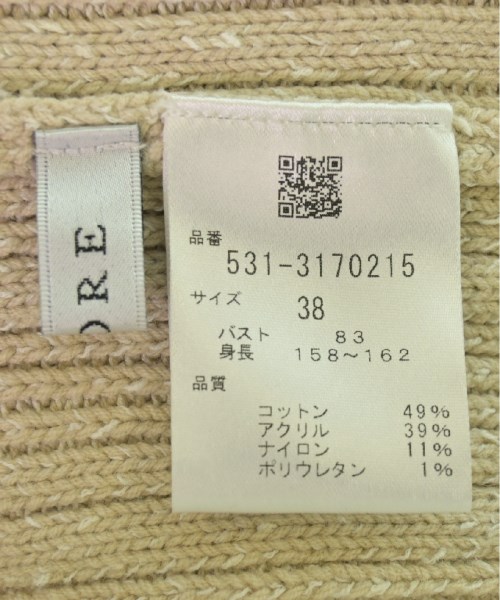 ORE
品番
531-3170215
サイズ 38
バスト 83
身長 158～162
品質
コットン 49%
アクリル 39%
ナイロン 11%
ポリウレタン 1%